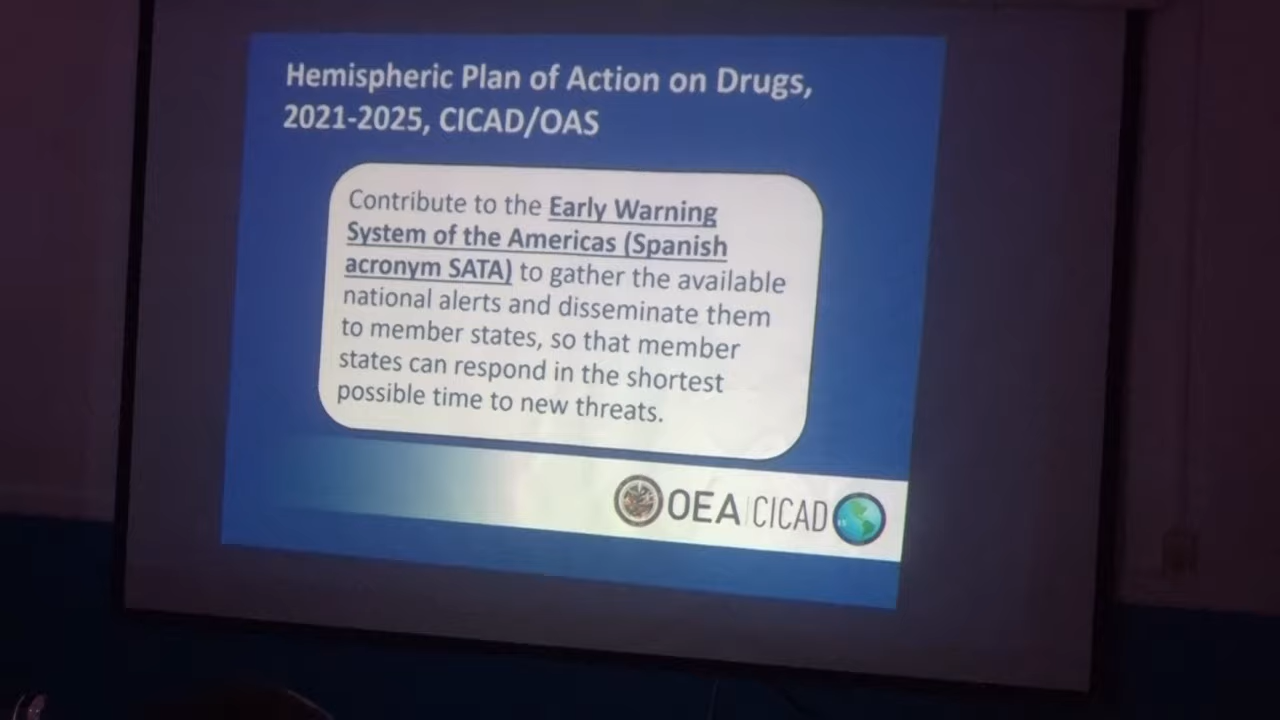 Hemispheric Plan of Action on Drugs,
2021-2025, CICAD/OAS
Contribute to the Early Warning
System of the Americas (Spanish
acronym SATA) to gather the available
national alerts and disseminate them
to member states, so that member
states can respond in the shortest
possible time to new threats.
OEA | CICAD